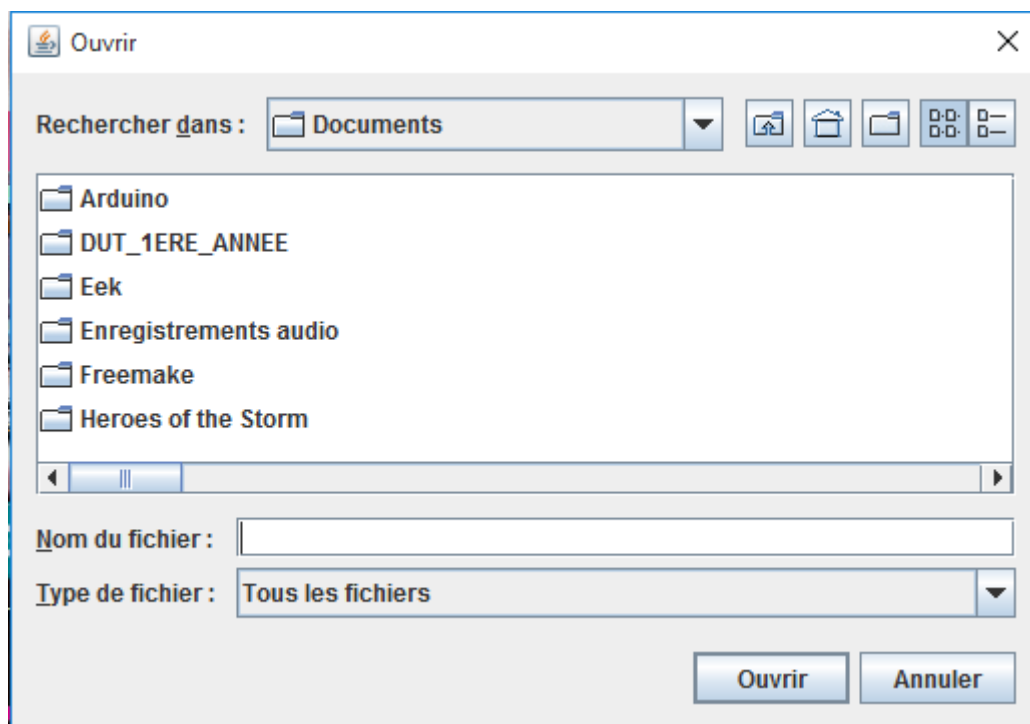 Ouvrir
Rechercher dans : Documents
Arduino
DUT_1ERE_ANNEE
Eek
Enregistrements audio
Freemake
Heroes of the Storm
Nom du fichier :
Type de fichier : Tous les fichiers
Ouvrir Annuler